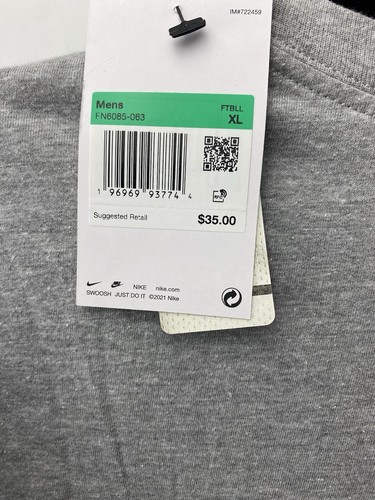 IM#722459
Mens
FTBLL
FN6085-063
XL
1 96969 93774 4
RFID
Suggested Retail
$35.00
NIKE nike.com
SWOOSH JUST DO IT ©2021 Nike